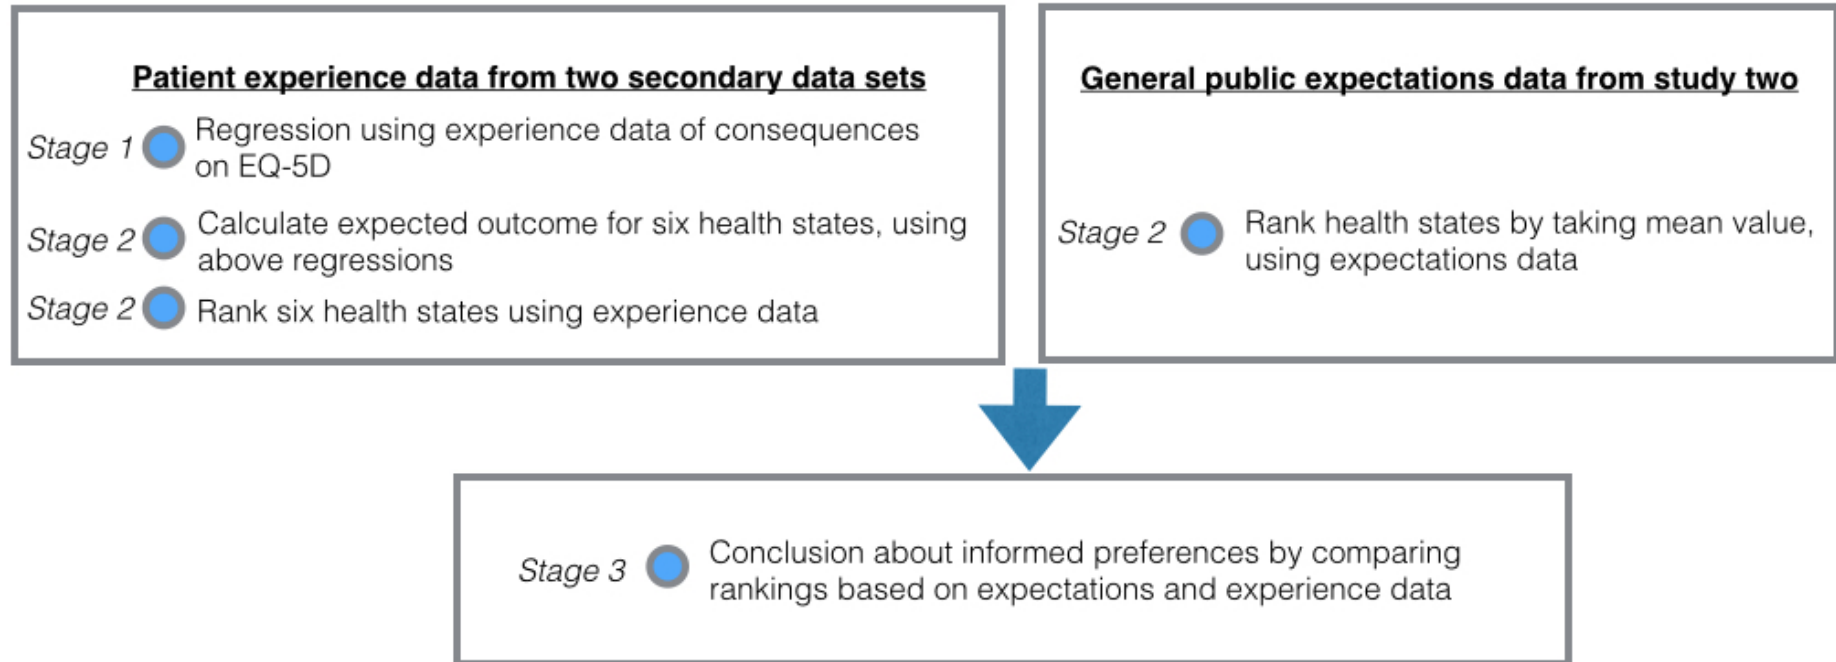 Patient experience data from two secondary data sets
Stage 1 Regression using experience data of consequences
on EQ-5D
Stage 2 Calculate expected outcome for six health states, using
above regressions
Stage 2 Rank six health states using experience data
General public expectations data from study two
Stage 2 Rank health states by taking mean value,
using expectations data
Stage 3 Conclusion about informed preferences by comparing
rankings based on expectations and experience data